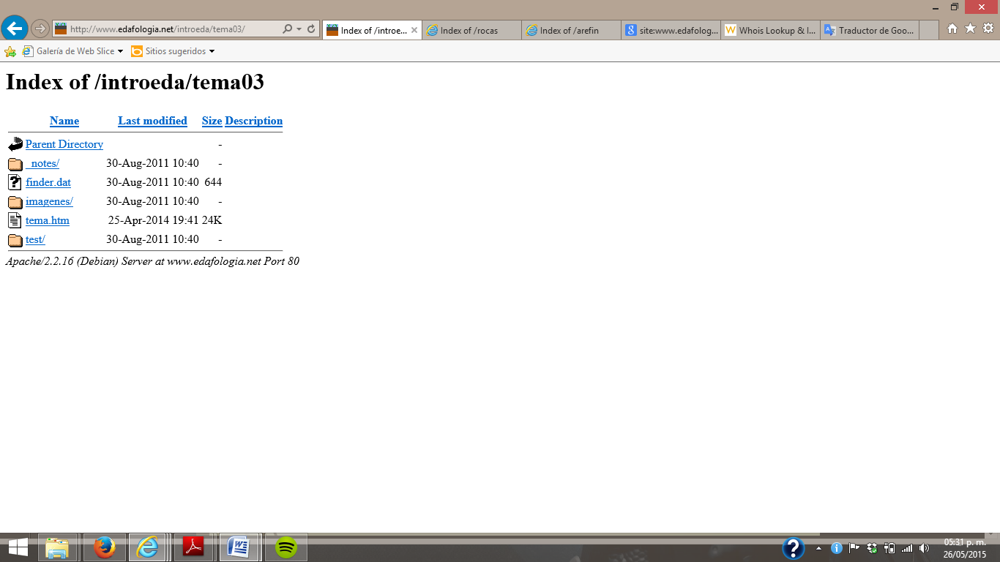 http://www.edafologia.net/introeda/tema03/
Index of /introe...
Index of /rocas
Index of /arefin
site:www.edafolog...
Whois Lookup & I...
Traductor de Goo...
Galería de Web Slice
Sitios sugeridos
Index of /introeda/tema03
Name Last modified Size Description
Parent Directory -
_notes/ 30-Aug-2011 10:40 -
finder.dat 30-Aug-2011 10:40 644
imagenes/ 30-Aug-2011 10:40 -
tema.htm 25-Apr-2014 19:41 24K
test/ 30-Aug-2011 10:40 -
Apache/2.2.16 (Debian) Server at www.edafologia.net Port 80
05:31 p. m.
26/05/2015